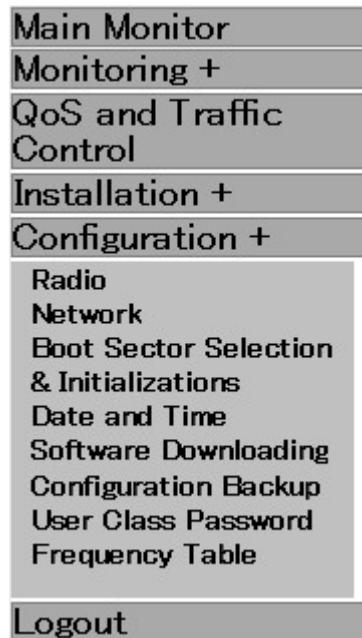 Main Monitor
Monitoring +
QoS and Traffic
Control
Installation +
Configuration +
Radio
Network
Boot Sector Selection
& Initializations
Date and Time
Software Downloading
Configuration Backup
User Class Password
Frequency Table
Logout